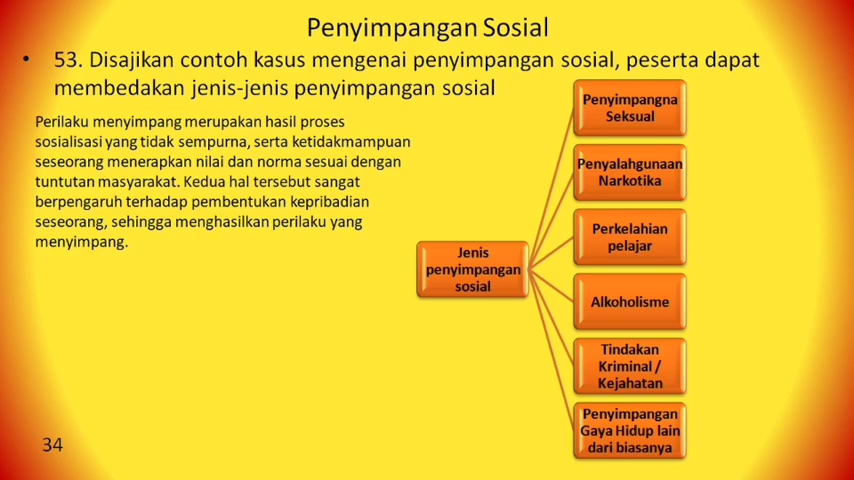 Penyimpangan Sosial
• 53. Disajikan contoh kasus mengenai penyimpangan sosial, peserta dapat
membedakan jenis-jenis penyimpangan sosial
Perilaku menyimpang merupakan hasil proses
sosialisasi yang tidak sempurna, serta ketidakmampuan
seseorang menerapkan nilai dan norma sesuai dengan
tuntutan masyarakat. Kedua hal tersebut sangat
berpengaruh terhadap pembentukan kepribadian
seseorang, sehingga menghasilkan perilaku yang
menyimpang.
Jenis
penyimpangan
sosial
Penyimpangna
Seksual
Penyalahgunaan
Narkotika
Perkelahian
pelajar
Alkoholisme
Tindakan
Kriminal /
Kejahatan
Penyimpangan
Gaya Hidup lain
dari biasanya
34